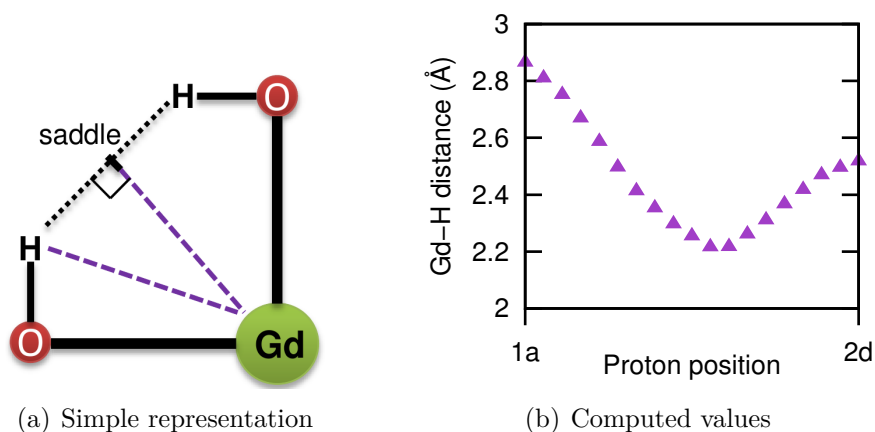 H
O
saddle
H
O
Gd
(a) Simple representation
3
2.8
2.6
2.4
2.2
2
Gd−H distance (Å)
1a
Proton position
2d
(b) Computed values